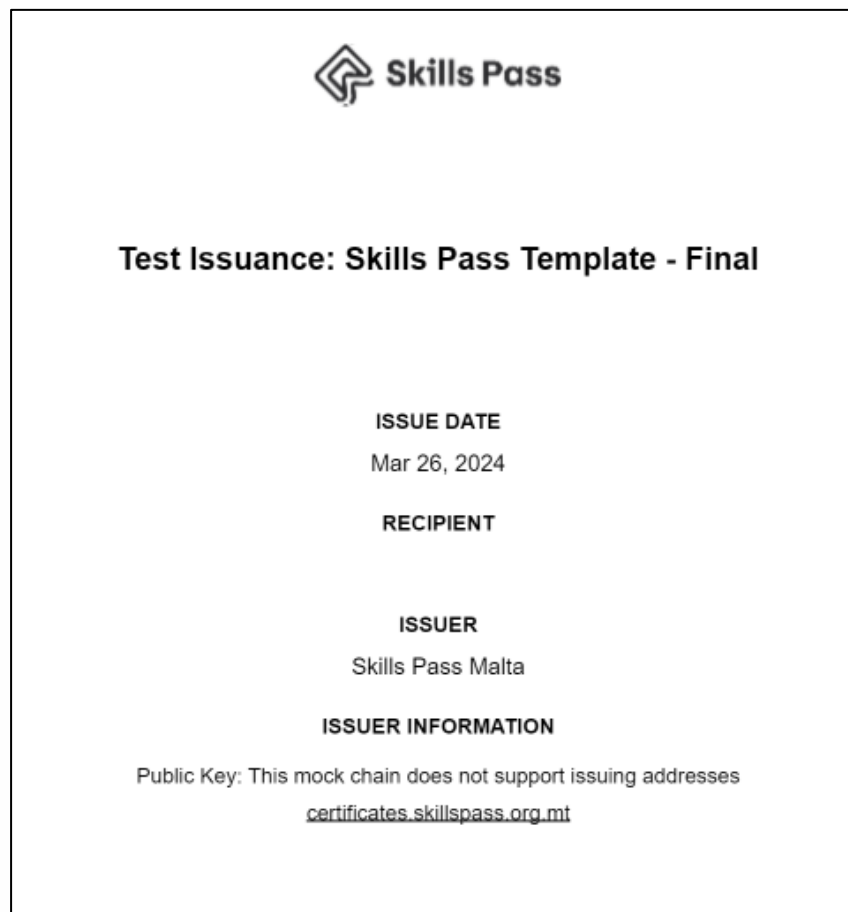 Skills Pass
Test Issuance: Skills Pass Template - Final
ISSUE DATE
Mar 26, 2024
RECIPIENT
ISSUER
Skills Pass Malta
ISSUER INFORMATION
Public Key: This mock chain does not support issuing addresses
certificates.skillspass.org.mt